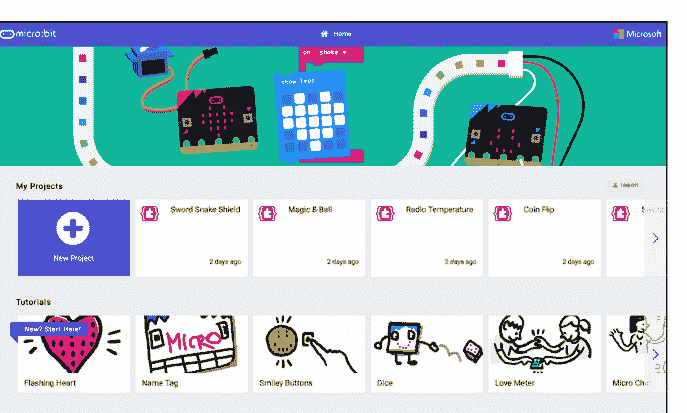 micro:bit
Home
Microsoft
on shake
show leds
My Projects
Import
New Project
Sword Snake Shield
2 days ago
Magic 8-Ball
2 days ago
Radio Temperature
2 days ago
Coin Flip
2 days ago
Tutorials
New? Start Here!
Flashing Heart
MICRO
Name Tag
Smiley Buttons
Dice
Love Meter
Micro